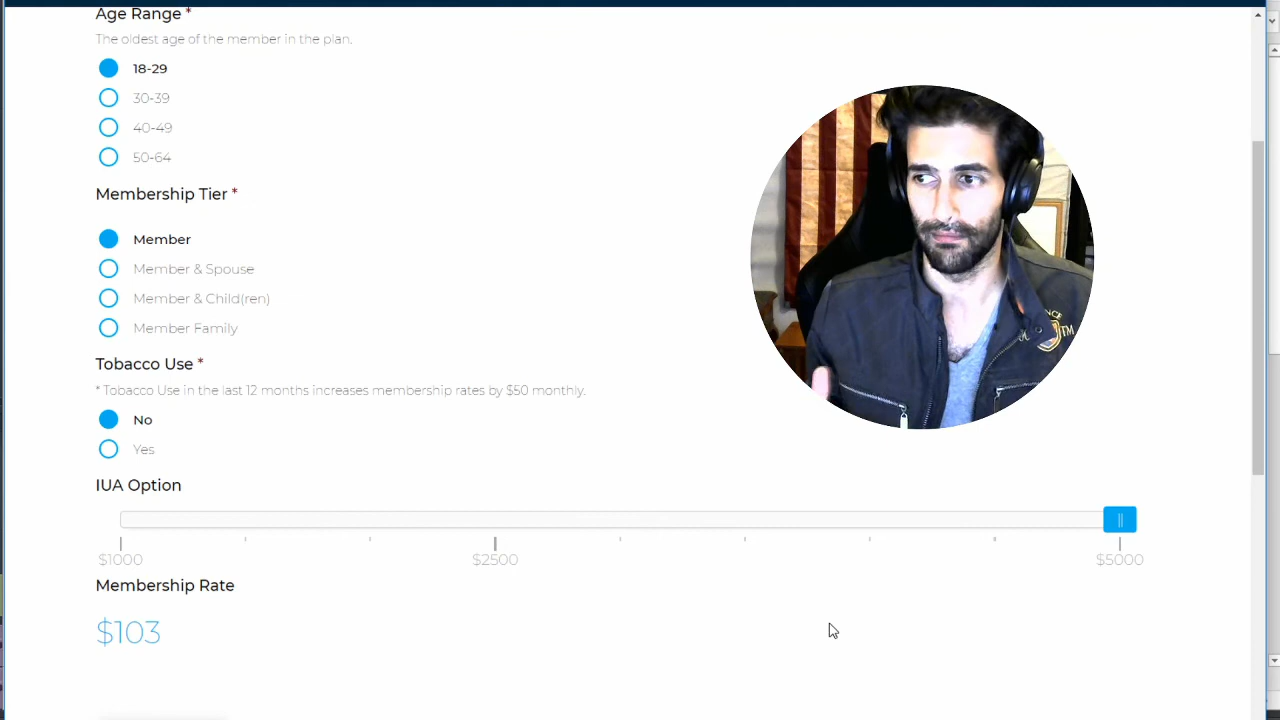 Age Range *
The oldest age of the member in the plan.
18-29
30-39
40-49
50-64
Membership Tier *
Member
Member & Spouse
Member & Child(ren)
Member Family
Tobacco Use *
* Tobacco Use in the last 12 months increases membership rates by $50 monthly.
No
Yes
IUA Option
$1000
$2500
$5000
Membership Rate
$103